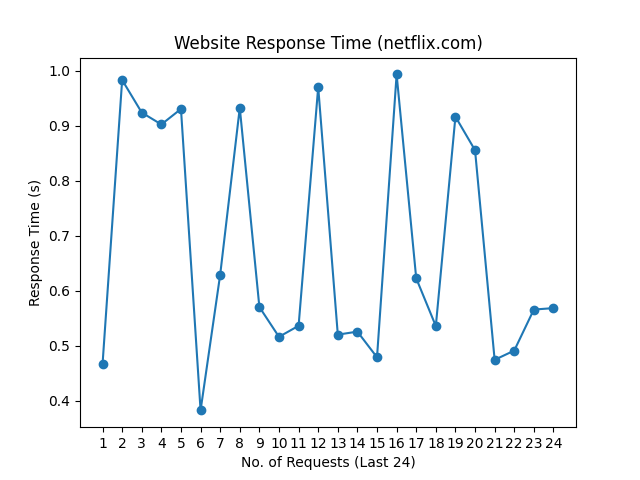 Website Response Time (netflix.com)
Response Time (s)
1.0
0.9
0.8
0.7
0.6
0.5
0.4
1 2 3 4 5 6 7 8 9 10 11 12 13 14 15 16 17 18 19 20 21 22 23 24
No. of Requests (Last 24)